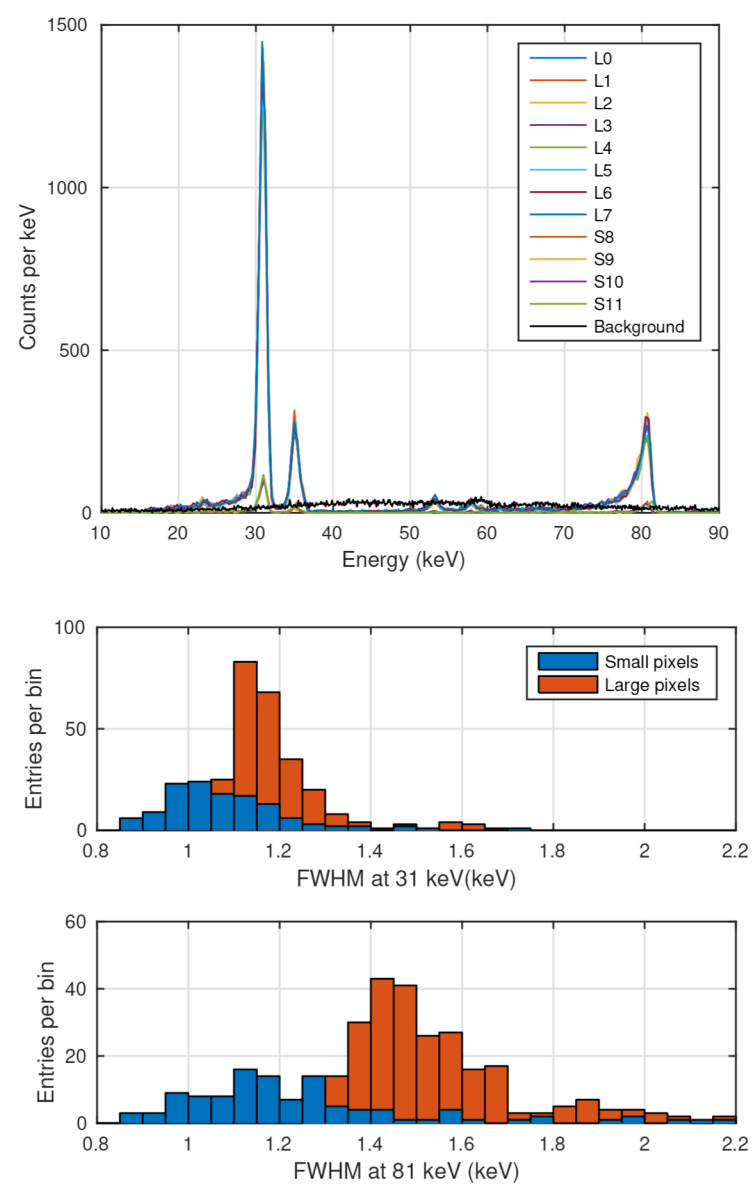 1500
1000
500
0
Counts per keV
10 20 30 40 50 60 70 80 90
Energy (keV)
L0
L1
L2
L3
L4
L5
L6
L7
S8
S9
S10
S11
Background
100
50
0
Entries per bin
Small pixels
Large pixels
0.8 1 1.2 1.4 1.6 1.8 2 2.2
FWHM at 31 keV(keV)
60
40
20
0
Entries per bin
0.8 1 1.2 1.4 1.6 1.8 2 2.2
FWHM at 81 keV (keV)